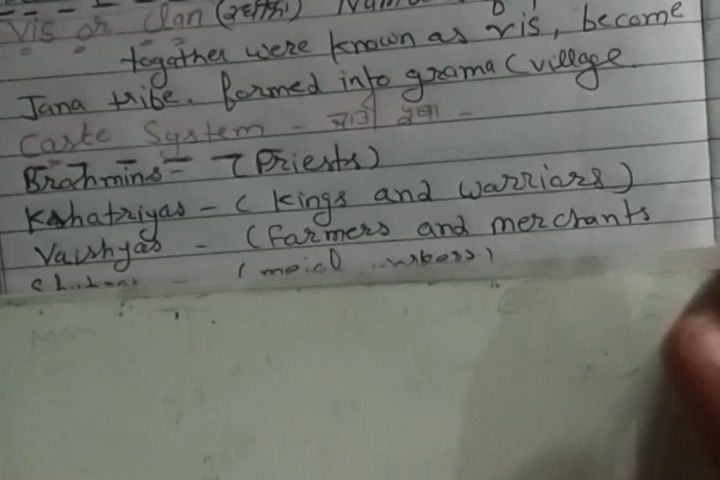 Vis or Clan
together were known as vis, become
Jana tribe. formed into grama (village
Caste System -
Brahmins - (Priests)
Kshatriyas - (Kings and warriors)
Vaishyas - (Farmers and merchants